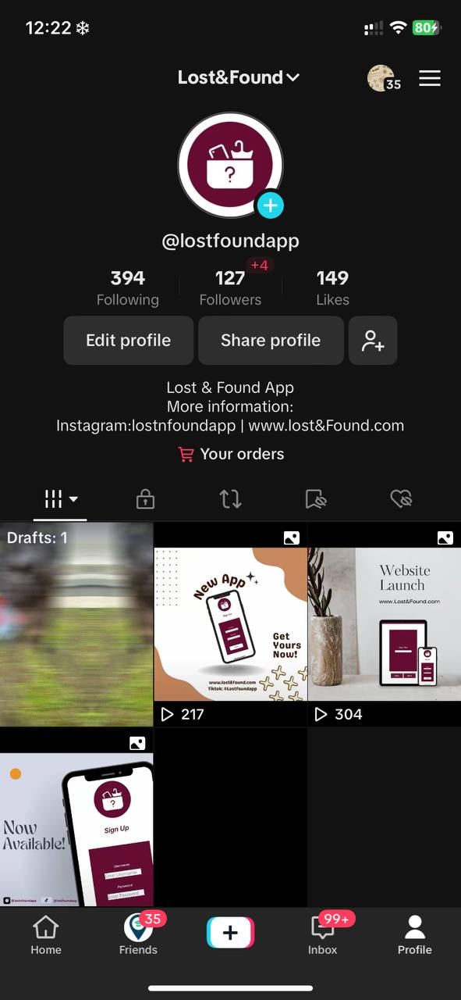 12:22
80
Lost&Found
35
@lostfoundapp
+4
394 127 149
Following Followers Likes
Edit profile Share profile
Lost & Found App
More information:
Instagram:lostnfoundapp | www.lost&Found.com
Your orders
Drafts: 1
New App
Sign Up
Get
Yours
Now!
www.lost&found.com
Tiktok: #Lostfoundapp
217
Website
Launch
www.Lost&Found.com
304
?
Now
Available!
Sign Up
Username
Enter Username
Password
Enter Password
@lostnfoundapp @lostfoundapp
35
99+
Home Friends Inbox Profile